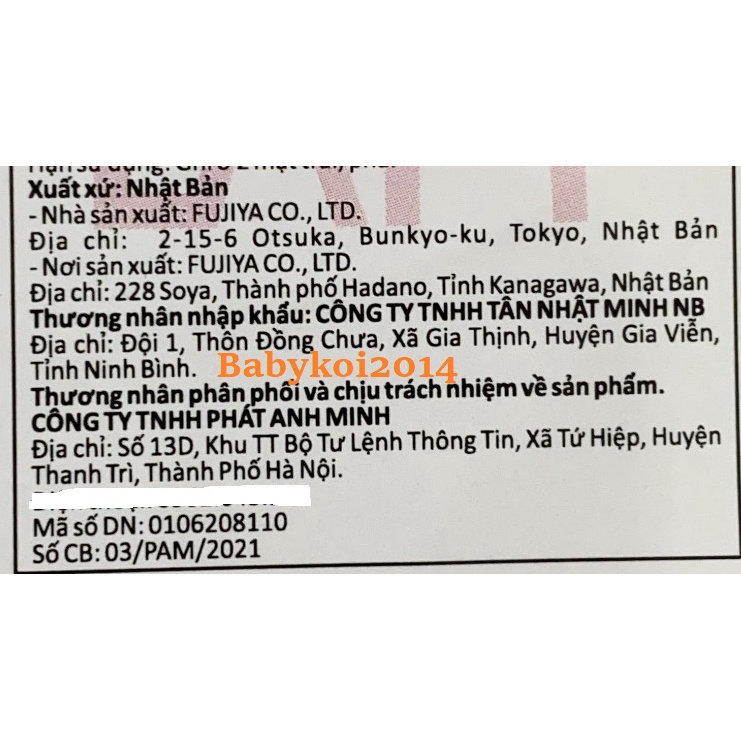 Xuất xứ: Nhật Bản
- Nhà sản xuất: FUJIYA CO., LTD.
Địa chỉ: 2-15-6 Otsuka, Bunkyo-ku, Tokyo, Nhật Bản
- Nơi sản xuất: FUJIYA CO., LTD.
Địa chỉ: 228 Soya, Thành phố Hadano, Tỉnh Kanagawa, Nhật Bản
Thương nhân nhập khẩu: CÔNG TY TNHH TÂN NHẬT MINH NB
Địa chỉ: Đội 1, Thôn Đồng Chưa, Xã Gia Thịnh, Huyện Gia Viễn,
Tỉnh Ninh Bình.
Babykoi2014
Thương nhân phân phối và chịu trách nhiệm về sản phẩm.
CÔNG TY TNHH PHÁT ANH MINH
Địa chỉ: Số 13D, Khu TT Bộ Tư Lệnh Thông Tin, Xã Tứ Hiệp, Huyện
Thanh Trì, Thành Phố Hà Nội.
Mã số DN: 0106208110
Số CB: 03/PAM/2021